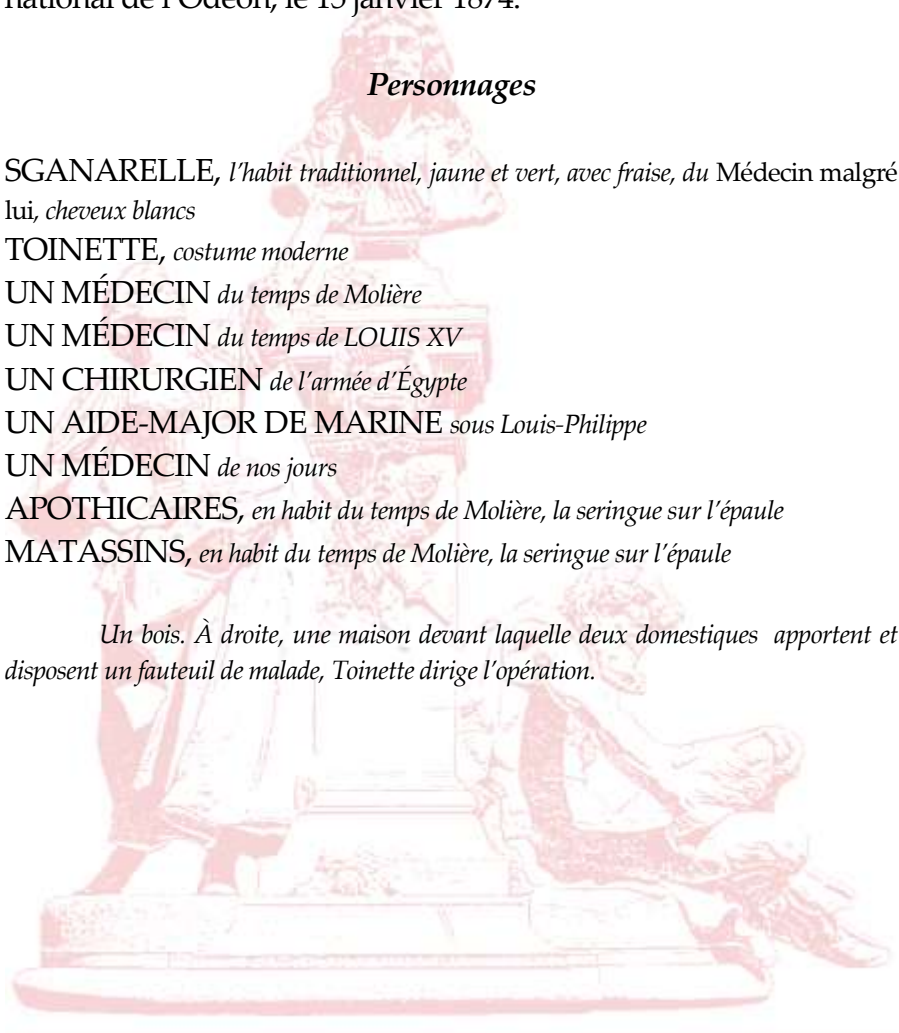 national de l'Odéon, le 15 janvier 1874.
Personnages
SGANARELLE, l'habit traditionnel, jaune et vert, avec fraise, du Médecin malgré
lui, cheveux blancs
TOINETTE, costume moderne
UN MÉDECIN du temps de Molière
UN MÉDECIN du temps de LOUIS XV
UN CHIRURGIEN de l'armée d'Égypte
UN AIDE-MAJOR DE MARINE sous Louis-Philippe
UN MÉDECIN de nos jours
APOTHICAIRES, en habit du temps de Molière, la seringue sur l'épaule
MATASSINS, en habit du temps de Molière, la seringue sur l'épaule
Un bois. À droite, une maison devant laquelle deux domestiques apportent et
disposent un fauteuil de malade, Toinette dirige l'opération.